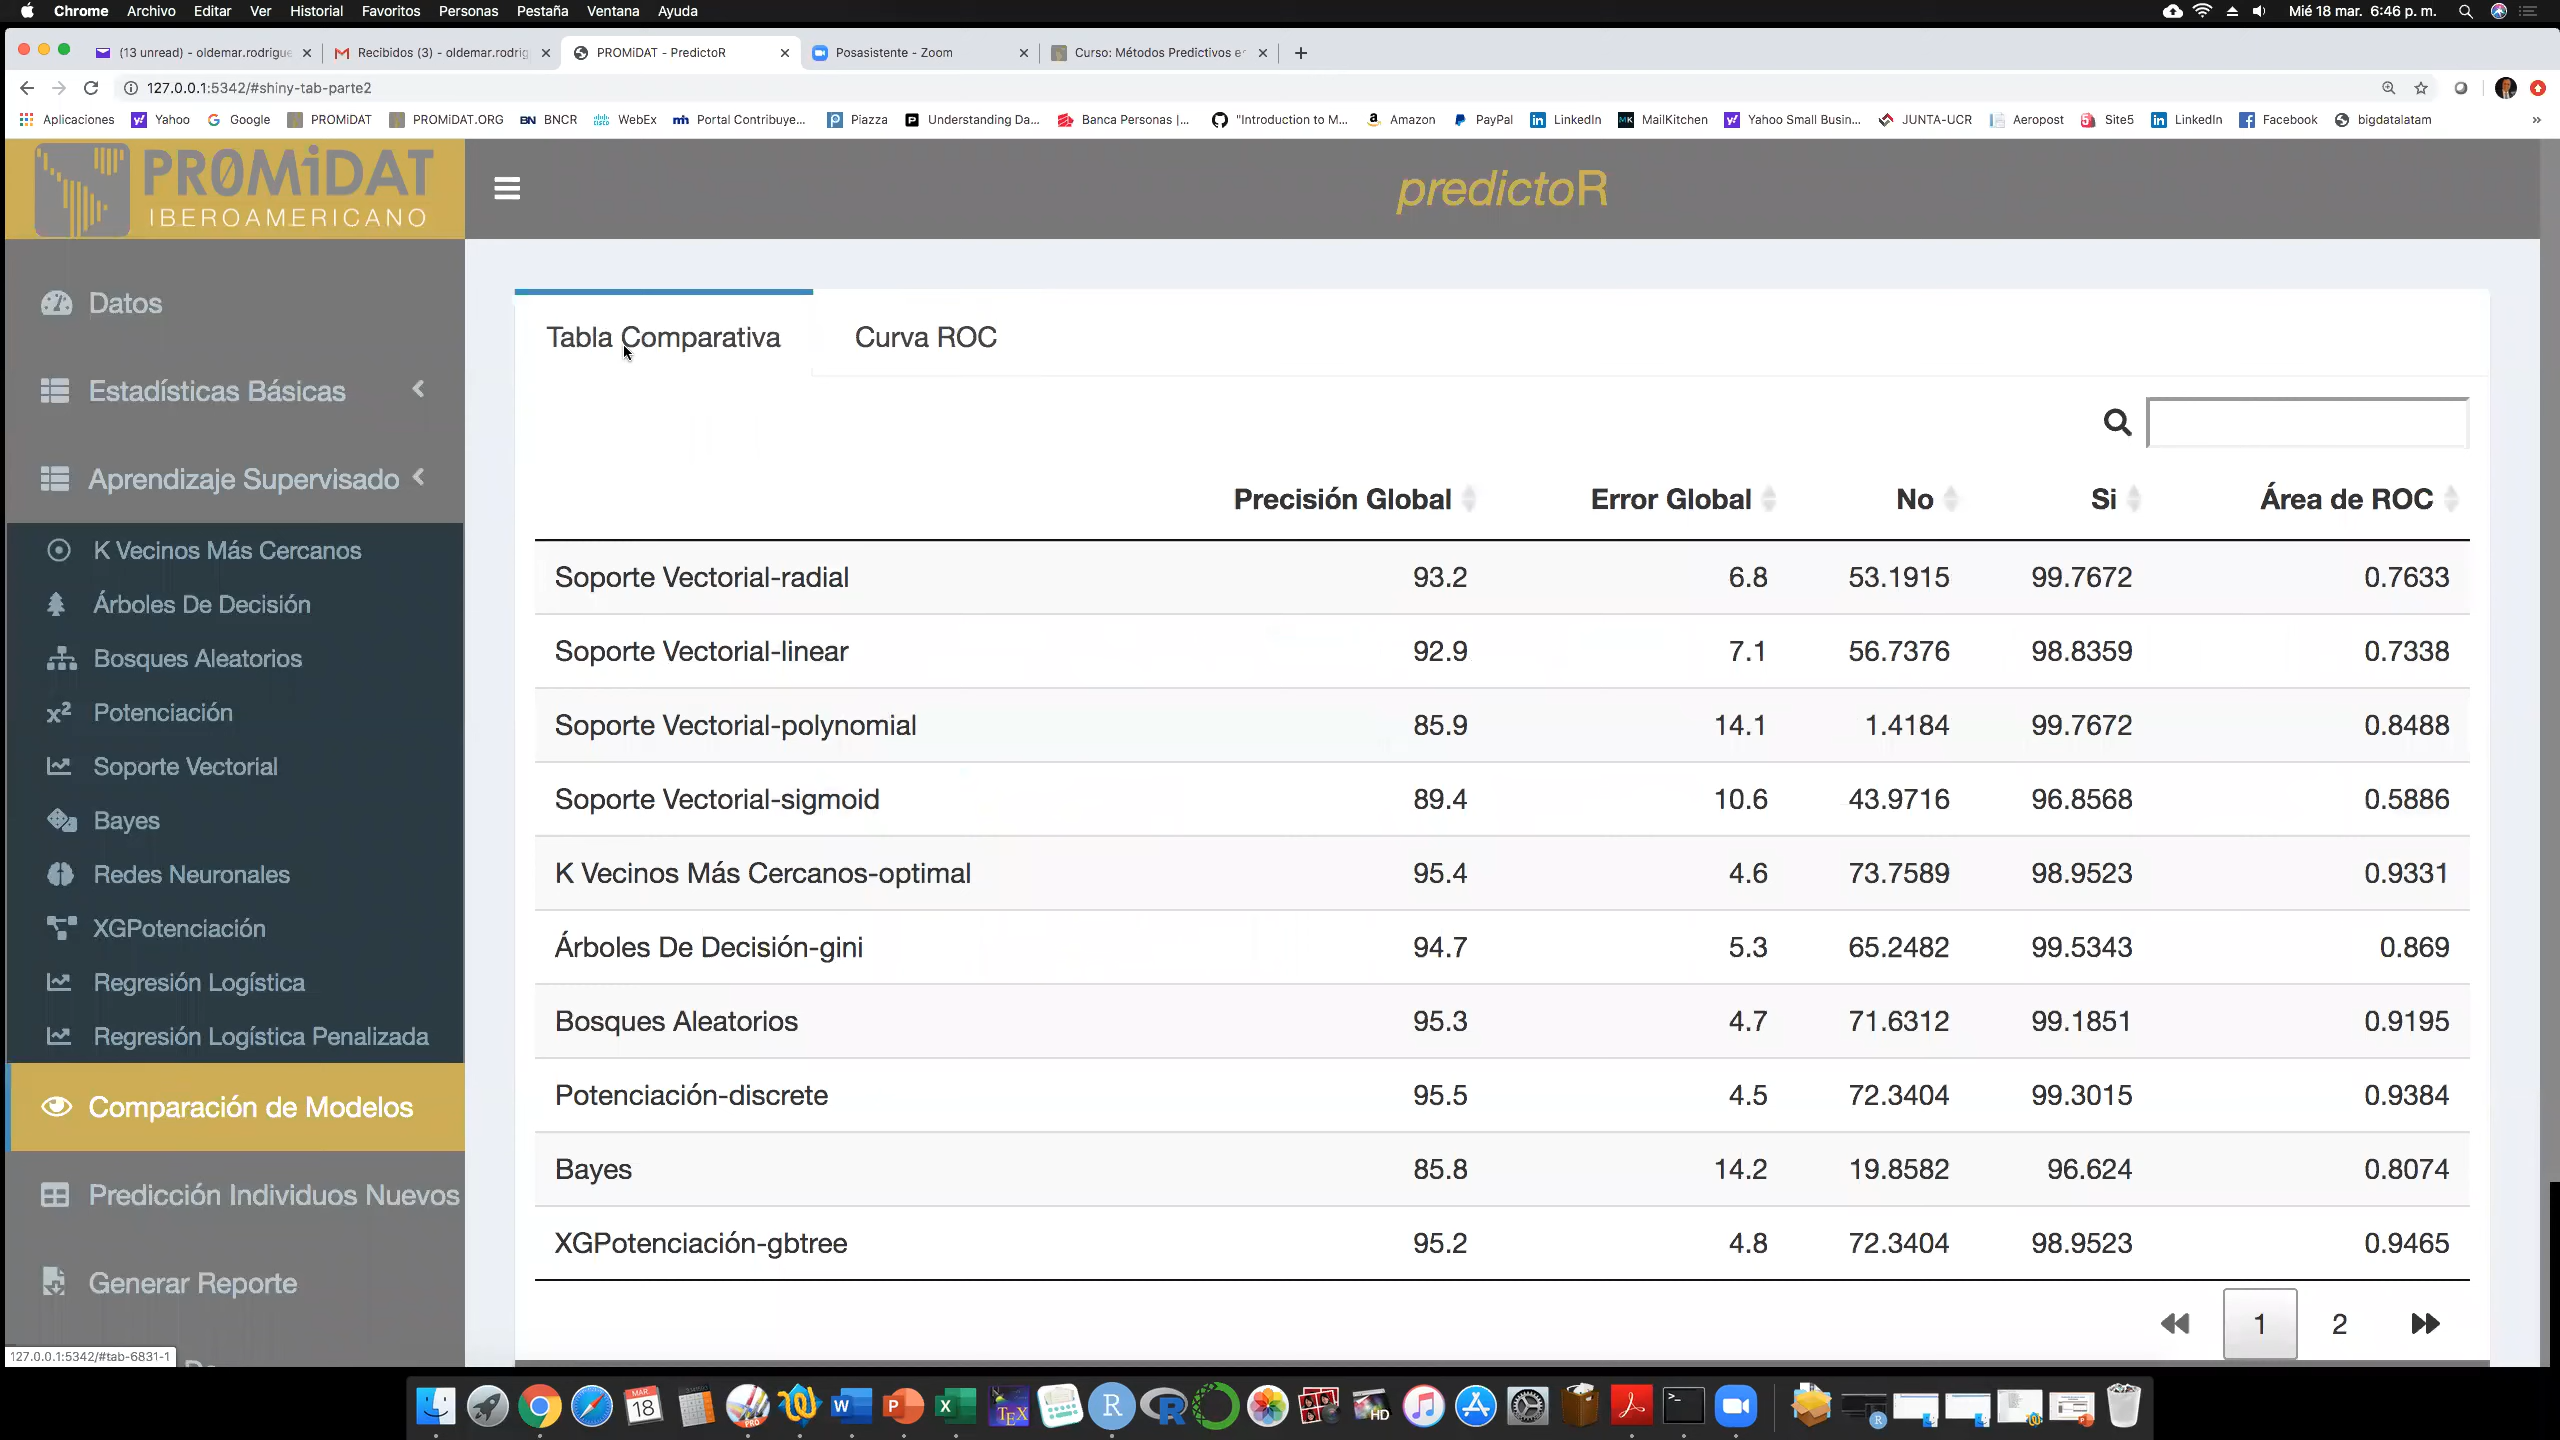 Chrome Archivo Editar Ver Historial Favoritos Personas Pestaña Ventana Ayuda Mié 18 mar. 6:46 p. m.
(13 unread) - oldemar.rodrigue Recibidos (3) - oldemar.rodrig PROMiDAT - PredictoR Posasistente - Zoom Curso: Métodos Predictivos e
127.0.0.1:5342/#shiny-tab-parte2
Aplicaciones Yahoo Google PROMiDAT PROMiDAT.ORG BNCR WebEx Portal Contribuye... Piazza Understanding Da... Banca Personas |... "Introduction to M... Amazon PayPal LinkedIn MailKitchen Yahoo Small Busin... JUNTA-UCR Aeropost Site5 LinkedIn Facebook bigdatalatam »
PR0MiDAT
IBEROAMERICANO
predictoR
Datos
Estadísticas Básicas
Aprendizaje Supervisado
K Vecinos Más Cercanos
Árboles De Decisión
Bosques Aleatorios
x² Potenciación
Soporte Vectorial
Bayes
Redes Neuronales
XGPotenciación
Regresión Logística
Regresión Logística Penalizada
Comparación de Modelos
Predicción Individuos Nuevos
Generar Reporte
127.0.0.1:5342/#tab-6831-1
Tabla Comparativa Curva ROC
Precisión Global Error Global No Si Área de ROC
Soporte Vectorial-radial 93.2 6.8 53.1915 99.7672 0.7633
Soporte Vectorial-linear 92.9 7.1 56.7376 98.8359 0.7338
Soporte Vectorial-polynomial 85.9 14.1 1.4184 99.7672 0.8488
Soporte Vectorial-sigmoid 89.4 10.6 43.9716 96.8568 0.5886
K Vecinos Más Cercanos-optimal 95.4 4.6 73.7589 98.9523 0.9331
Árboles De Decisión-gini 94.7 5.3 65.2482 99.5343 0.869
Bosques Aleatorios 95.3 4.7 71.6312 99.1851 0.9195
Potenciación-discrete 95.5 4.5 72.3404 99.3015 0.9384
Bayes 85.8 14.2 19.8582 96.624 0.8074
XGPotenciación-gbtree 95.2 4.8 72.3404 98.9523 0.9465
1 2
MAR 18 PRO W P X TEX R R HD